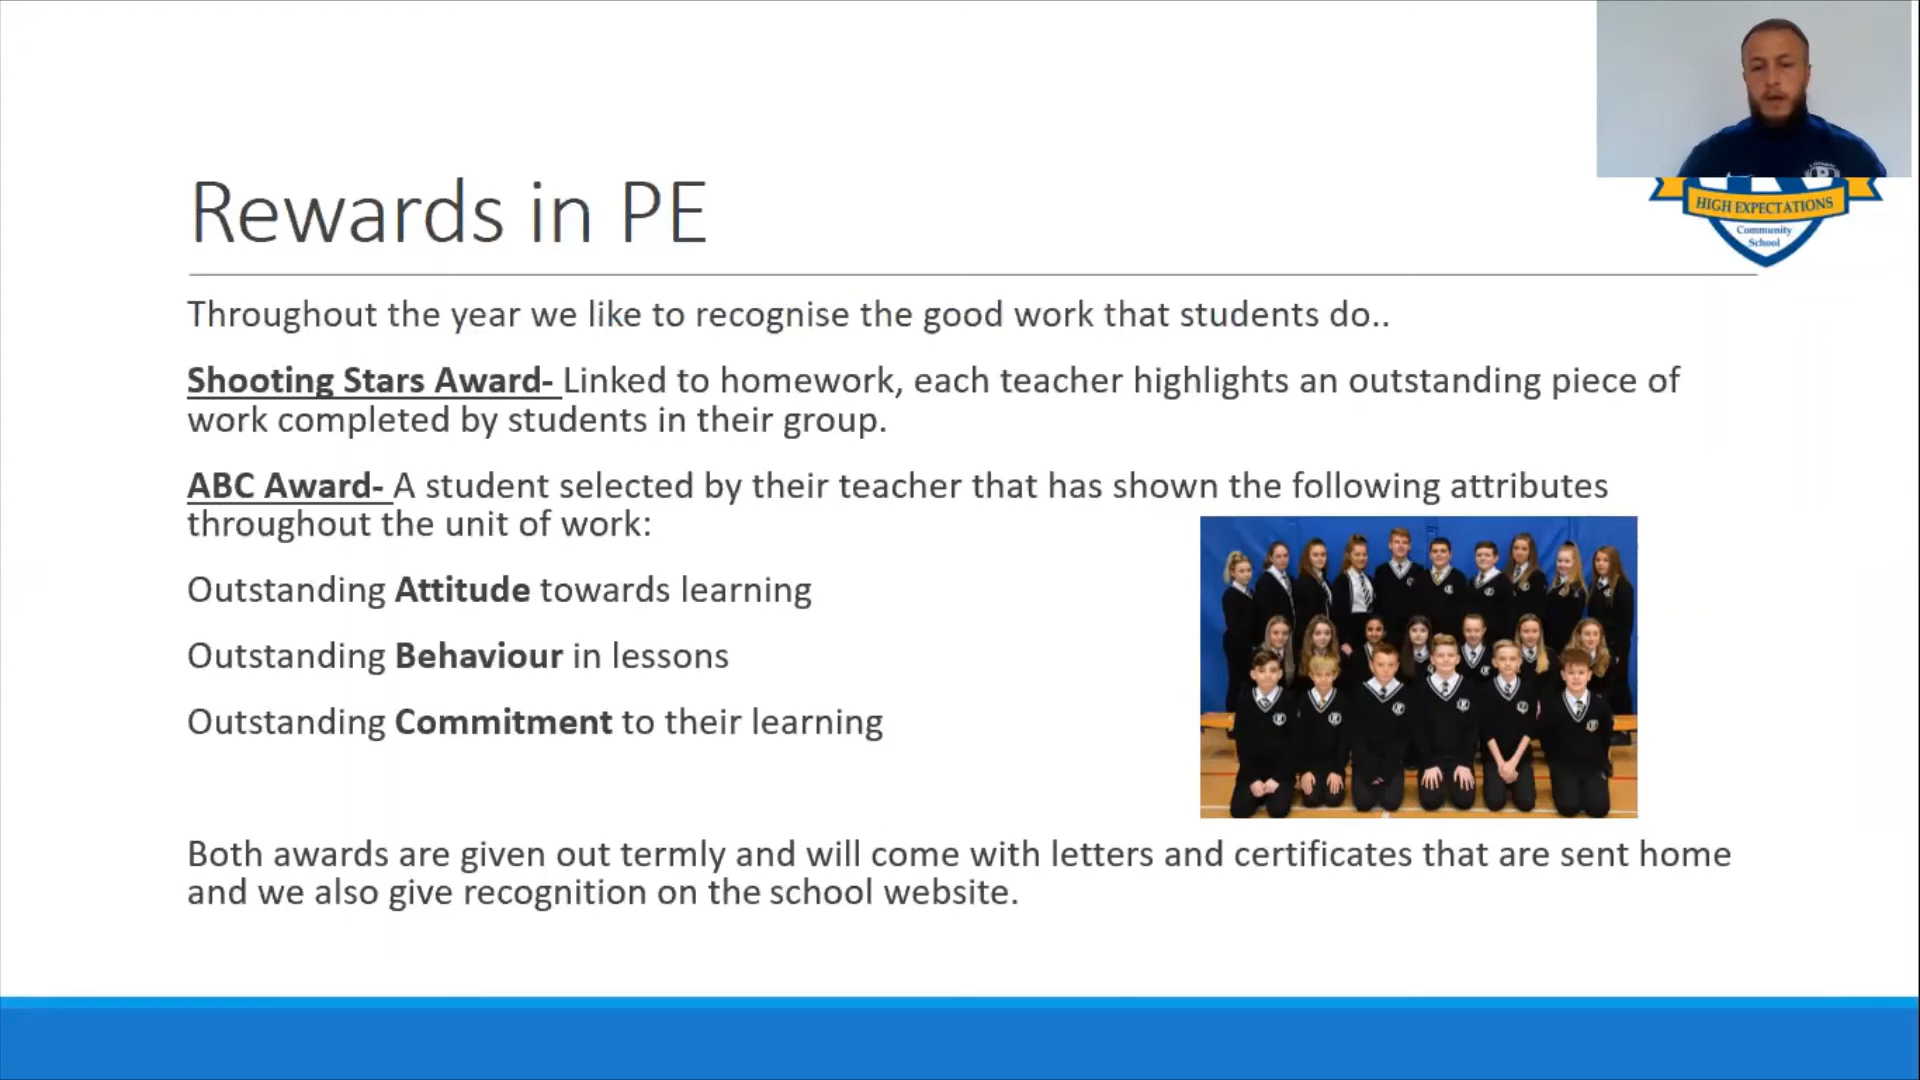 Rewards in PE
HIGH EXPECTATIONS
Community
School
Throughout the year we like to recognise the good work that students do..
Shooting Stars Award- Linked to homework, each teacher highlights an outstanding piece of
work completed by students in their group.
ABC Award- A student selected by their teacher that has shown the following attributes
throughout the unit of work:
Outstanding Attitude towards learning
Outstanding Behaviour in lessons
Outstanding Commitment to their learning
Both awards are given out termly and will come with letters and certificates that are sent home
and we also give recognition on the school website.